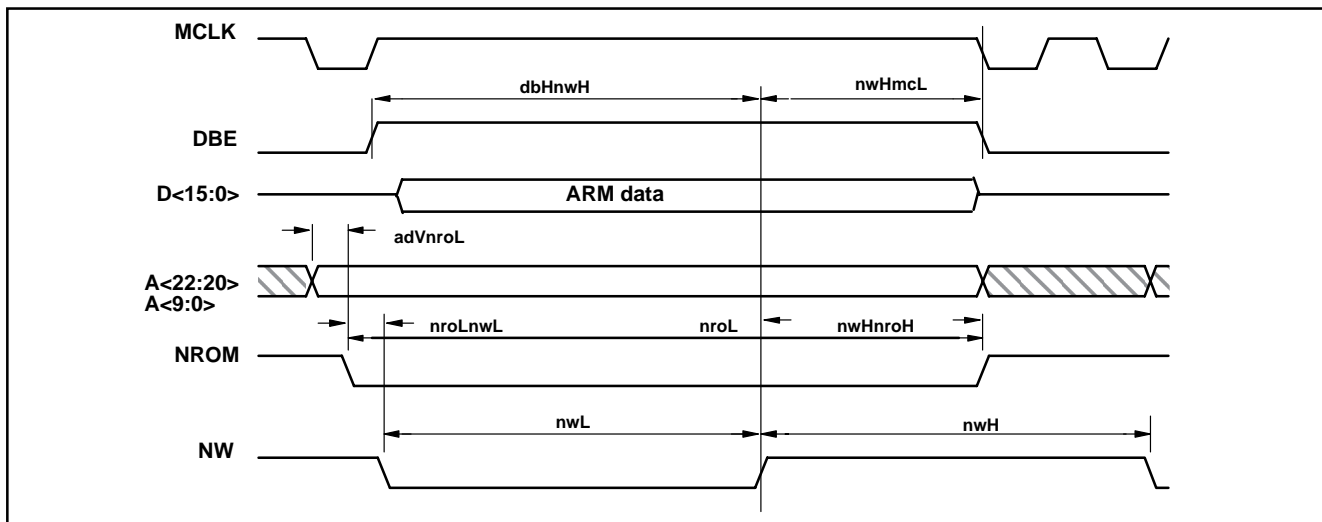 MCLK
dbHnwH nwHmcL
DBE
D<15:0> ARM data
adVnroL
A<22:20>
A<9:0>
nroLnwL nroL nwHnroH
NROM
nwL nwH
NW